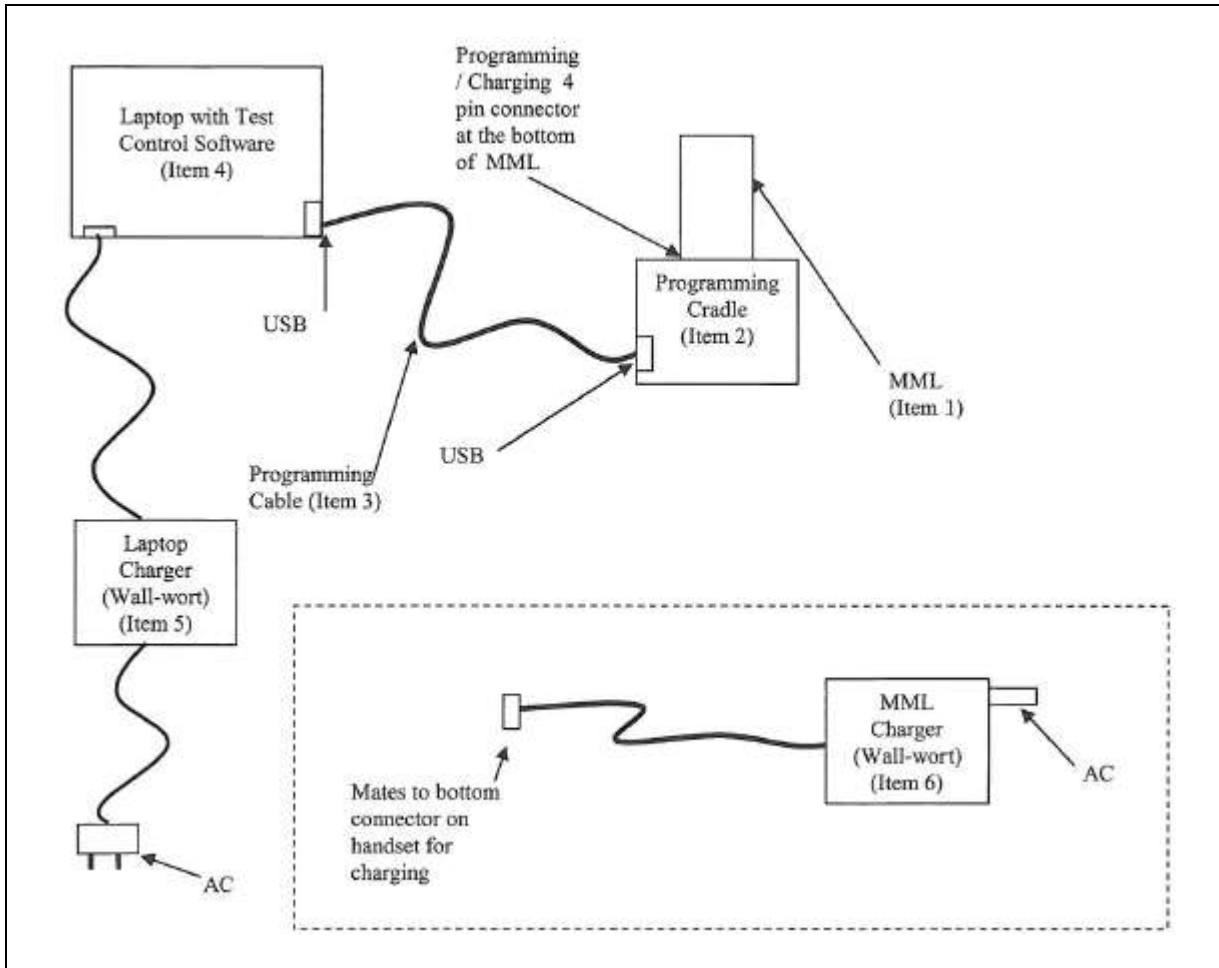 Laptop with Test
Control Software
(Item 4)
Programming
/ Charging 4
pin connector
at the bottom
of MML
Programming
Cradle
(Item 2)
USB
MML
(Item 1)
USB
Programming
Cable (Item 3)
Laptop
Charger
(Wall-wort)
(Item 5)
AC
Mates to bottom
connector on
handset for
charging
MML
Charger
(Wall-wort)
(Item 6)
AC